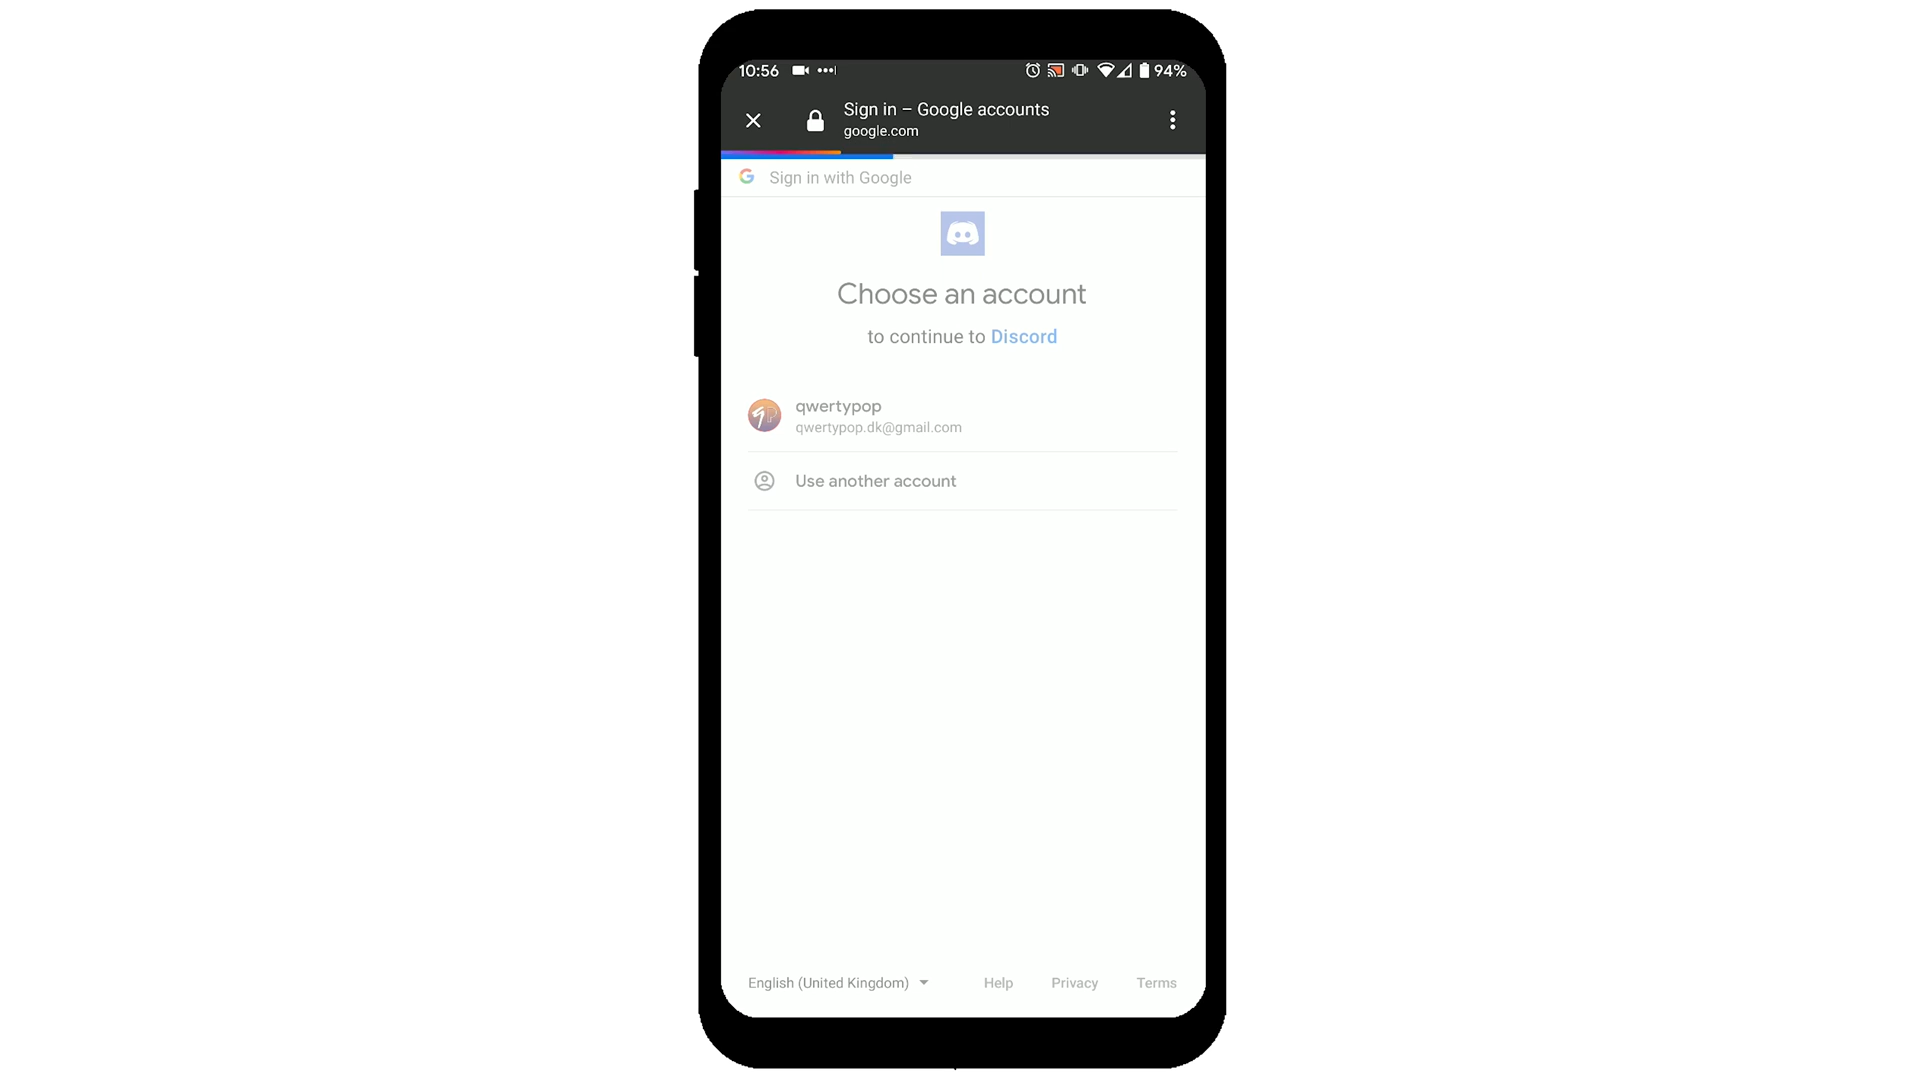 10:56
94%
Sign in – Google accounts
google.com
Sign in with Google
Choose an account
to continue to Discord
qwertypop
qwertypop.dk@gmail.com
Use another account
English (United Kingdom)
Help
Privacy
Terms